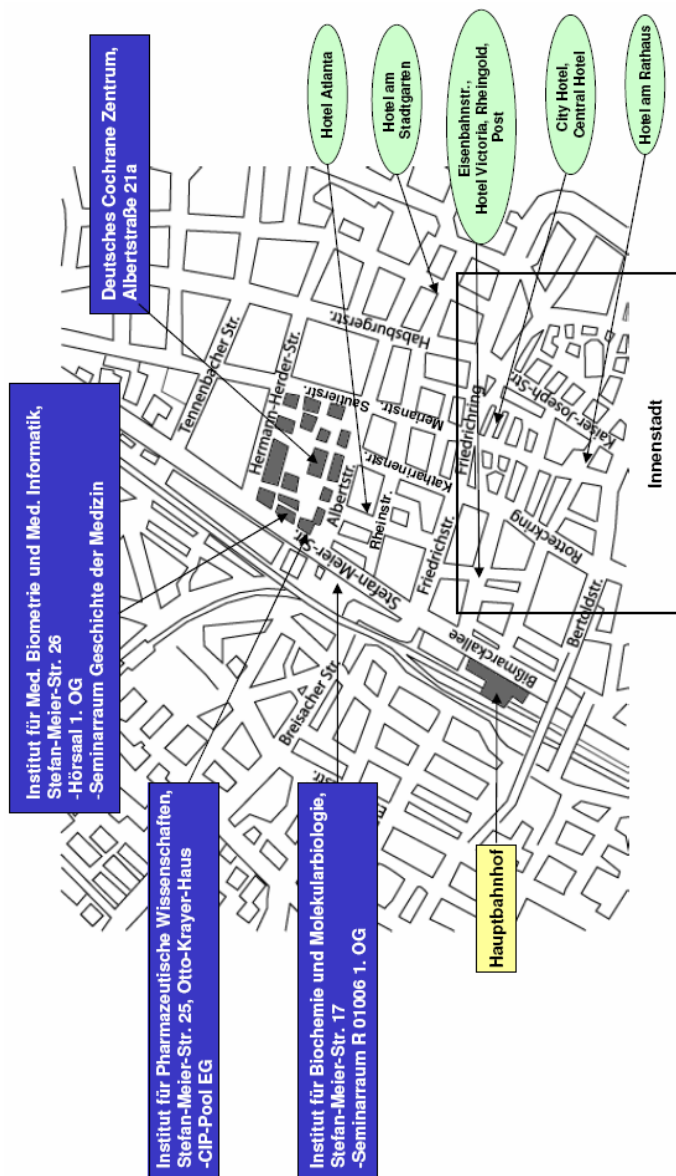 Institut für Med. Biometrie und Med. Informatik,
Stefan-Meier-Str. 26
-Hörsaal 1. OG
-Seminarraum Geschichte der Medizin
Deutsches Cochrane Zentrum,
Albertstraße 21a
Institut für Pharmazeutische Wissenschaften,
Stefan-Meier-Str. 25, Otto-Krayer-Haus
-CIP-Pool EG
Institut für Biochemie und Molekularbiologie,
Stefan-Meier-Str. 17
-Seminarraum R 01006 1. OG
Hauptbahnhof
Hotel Atlanta
Hotel am
Stadtgarten
Eisenbahnstr.,
Hotel Victoria, Rheingold,
Post
City Hotel,
Central Hotel
Hotel am Rathaus
Tennenbacher Str.
Hermann-Herder-Str.
Habsburgerstr.
Sautierstr.
Merianstr.
Katharinenstr.
Albertstr.
Rheinstr.
Stefan-Meier-Str.
Friedrichstr.
Friedrichring
Breisacher Str.
str.
Bißmarckallee
Bertoldstr.
Rotteckring
Kaiser-Joseph-Str.
Innenstadt